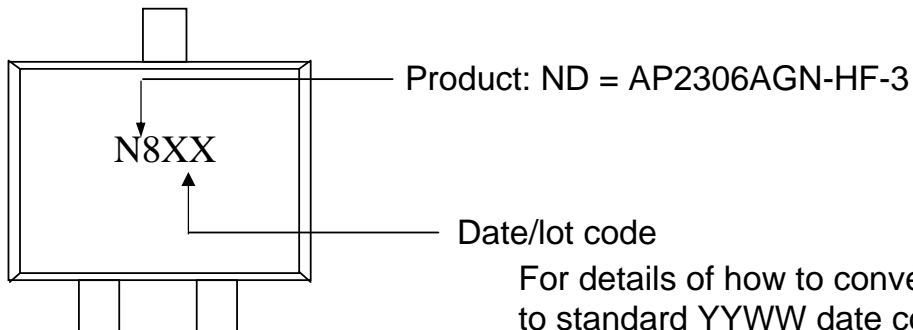 Product: ND = AP2306AGN-HF-3
N8XX
Date/lot code
For details of how to conve
to standard YYWW date co